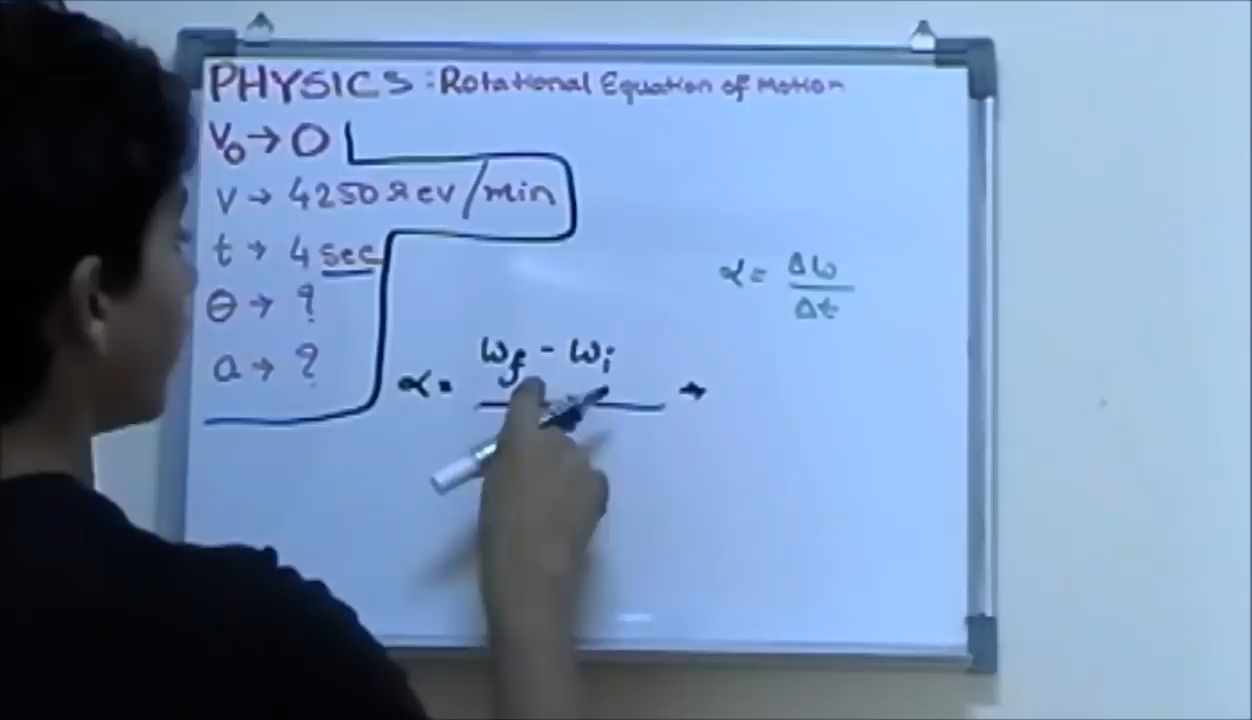 PHYSICS: Rotational Equation of Motion
V₀ → 0
V → 4250 rev/min
t → 4 sec
θ → ?
a → ?
α = Δω / Δt
α = ωf - ωi →